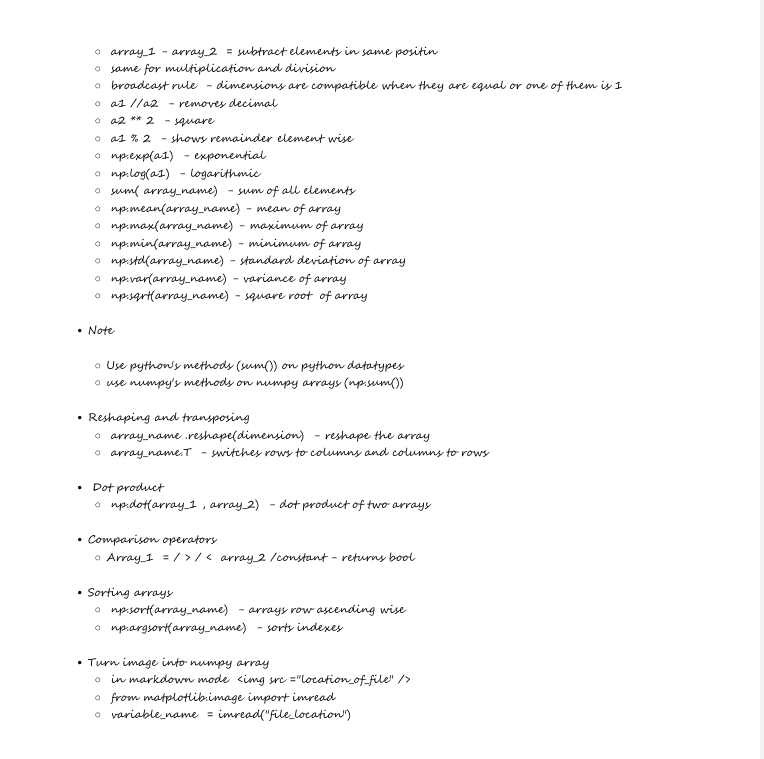 ○ array_1 - array_2 = subtract elements in same positin
○ same for multiplication and division
○ broadcast rule - dimensions are compatible when they are equal or one of them is 1
○ a1 //a2 - removes decimal
○ a2 ** 2 - square
○ a1 % 2 - shows remainder element wise
○ np.exp(a1) - exponential
○ np.log(a1) - logarithmic
○ sum( array_name) - sum of all elements
○ np.mean(array_name) - mean of array
○ np.max(array_name) - maximum of array
○ np.min(array_name) - minimum of array
○ np.std(array_name) - standard deviation of array
○ np.var(array_name) - variance of array
○ np.sqrt(array_name) - square root of array
• Note
○ Use python's methods (sum()) on python datatypes
○ use numpy's methods on numpy arrays (np.sum())
• Reshaping and transposing
○ array_name .reshape(dimension) - reshape the array
○ array_name.T - switches rows to columns and columns to rows
• Dot product
○ np.dot(array_1 , array_2) - dot product of two arrays
• Comparison operators
○ Array_1 = / > / < array_2 /constant - returns bool
• Sorting arrays
○ np.sort(array_name) - arrays row ascending wise
○ np.argsort(array_name) - sorts indexes
• Turn image into numpy array
○ in markdown mode <img src ="location_of_file" />
○ from matplotlib.image import imread
○ variable_name = imread("file_location")